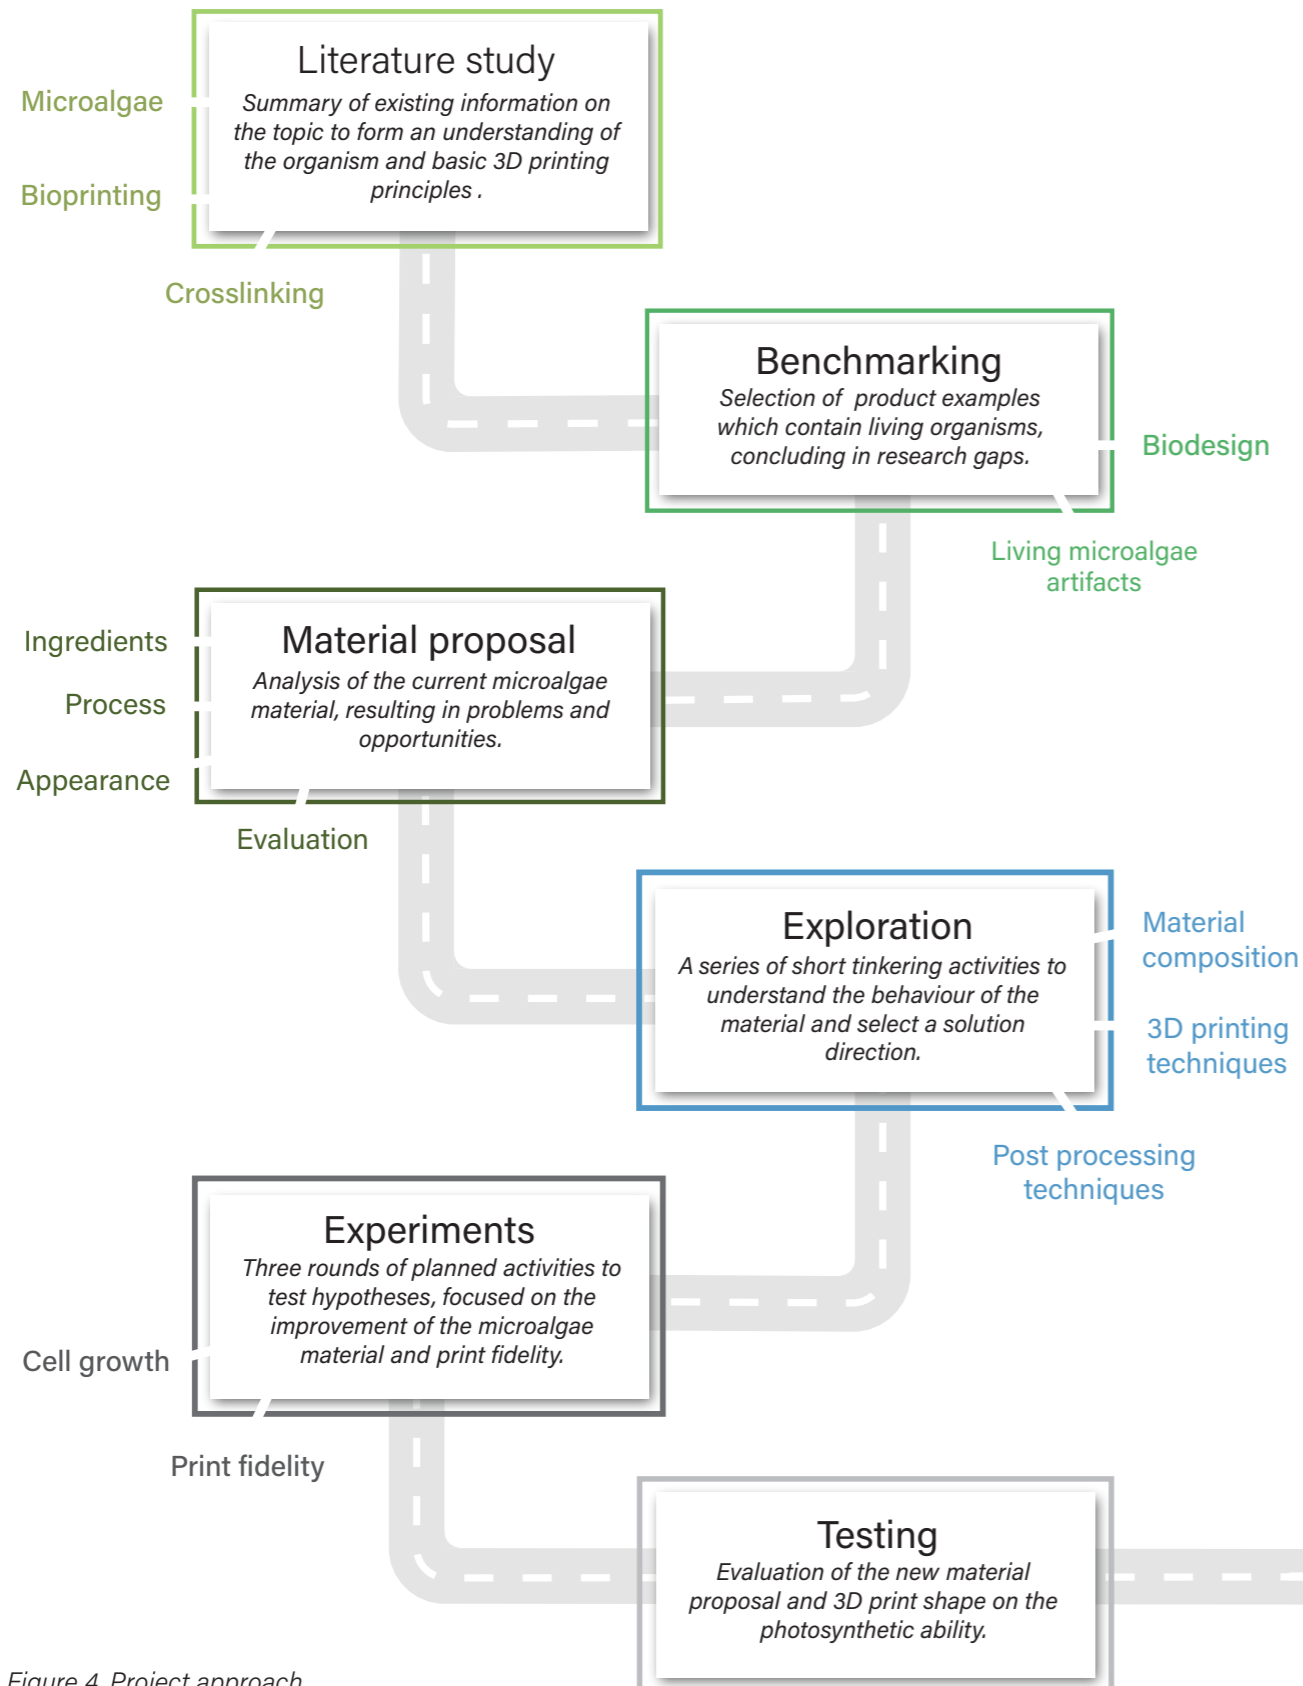 Literature study
Summary of existing information on
the topic to form an understanding of
the organism and basic 3D printing
principles .
Microalgae
Bioprinting
Crosslinking
Benchmarking
Selection of product examples
which contain living organisms,
concluding in research gaps.
Biodesign
Living microalgae
artifacts
Material proposal
Analysis of the current microalgae
material, resulting in problems and
opportunities.
Ingredients
Process
Appearance
Evaluation
Exploration
A series of short tinkering activities to
understand the behaviour of the
material and select a solution
direction.
Material
composition
3D printing
techniques
Post processing
techniques
Experiments
Three rounds of planned activities to
test hypotheses, focused on the
improvement of the microalgae
material and print fidelity.
Cell growth
Print fidelity
Testing
Evaluation of the new material
proposal and 3D print shape on the
photosynthetic ability.
Figure 4. Project approach